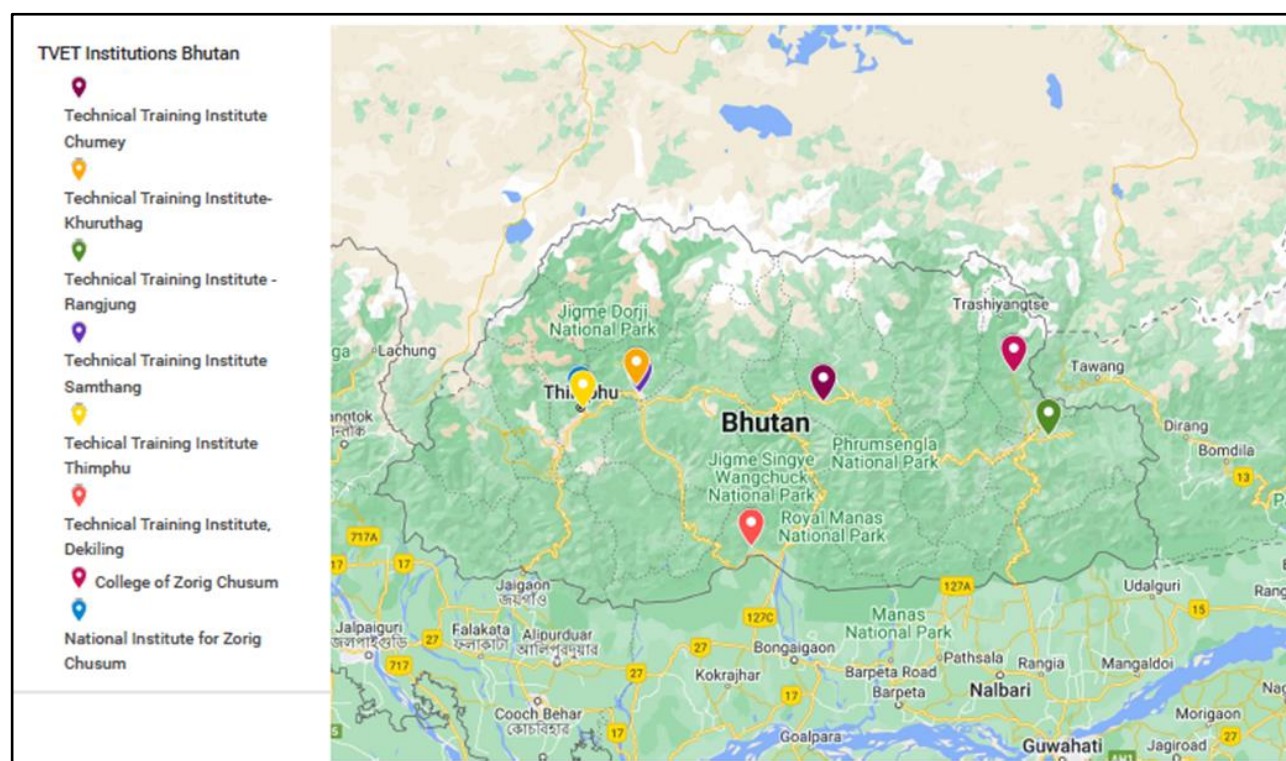 TVET Institutions Bhutan
Technical Training Institute
Chumey
Technical Training Institute-
Khuruthag
Technical Training Institute -
Rangjung
Technical Training Institute
Samthang
Techical Training Institute
Thimphu
Technical Training Institute,
Dekiling
College of Zorig Chusum
National Institute for Zorig
Chusum
Jigme Dorji
National Park
Trashiyangtse
Lachung
Tawang
Thimphu
Bhutan
Phrumsengla
National Park
Dirang
Bomdila
13
Jigme Singye
Wangchuck
National Park
Royal Manas
National Park
717A
17
17
Jaigaon
জয়গাঁও
127A
Udalguri
15
127C
Manas
National Park
Jalpaiguri
জলপাইগুড়ি
27
Falakata
ফালাকাটা
Alipurduar
আলিপুরদুয়ার
717
27
27
Bongaigaon
Barpeta Road
Pathsala
Rangia
Mangaldoi
Kokrajhar
17
Barpeta
Nalbari
Cooch Behar
কোচবিহার
17
Goalpara
Morigaon
27
Guwahati
AH1
Jagiroad